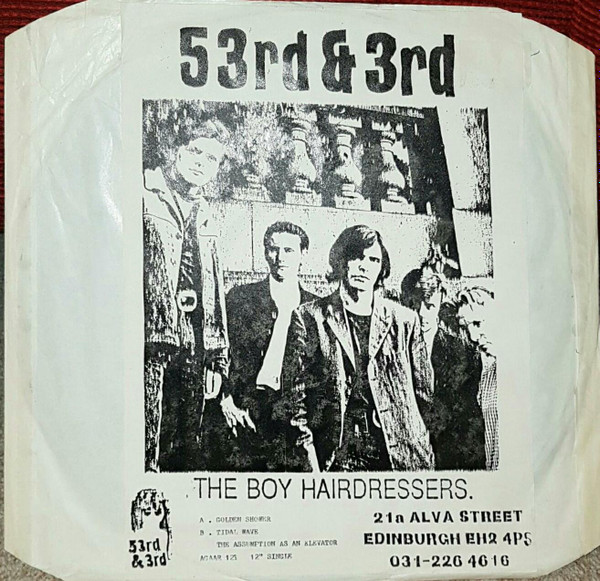 53rd & 3rd
.THE BOY HAIRDRESSERS.
A . GOLDEN SHOWER
B . TIDAL WAVE
THE ASSUMPTION AS AN ELEVATOR
AGAAR 125 12" SINGLE
53rd
& 3rd
21a ALVA STREET
EDINBURGH EH2 4PS
031-226 4616